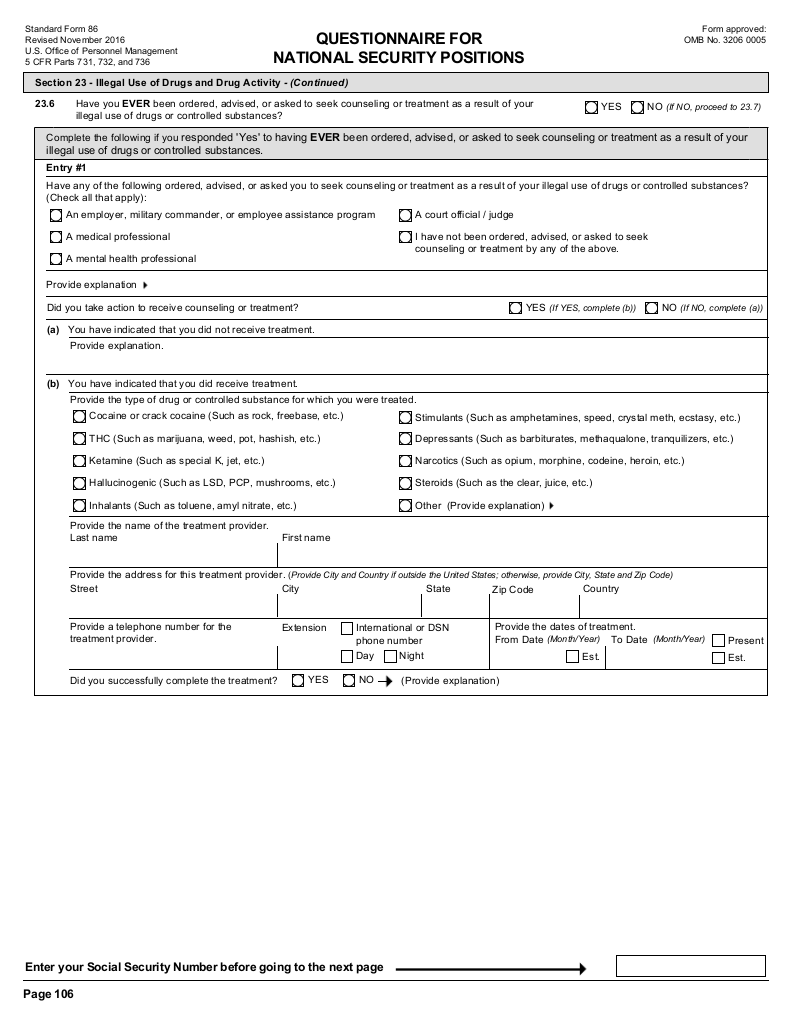 Standard Form 86
Revised November 2016
U.S. Office of Personnel Management
5 CFR Parts 731, 732, and 736
QUESTIONNAIRE FOR
NATIONAL SECURITY POSITIONS
Form approved:
OMB No. 3206 0005
Section 23 - Illegal Use of Drugs and Drug Activity - (Continued)
23.6 Have you EVER been ordered, advised, or asked to seek counseling or treatment as a result of your
illegal use of drugs or controlled substances?
YES NO (If NO, proceed to 23.7)
Complete the following if you responded 'Yes' to having EVER been ordered, advised, or asked to seek counseling or treatment as a result of your
illegal use of drugs or controlled substances.
Entry #1
Have any of the following ordered, advised, or asked you to seek counseling or treatment as a result of your illegal use of drugs or controlled substances?
(Check all that apply):
An employer, military commander, or employee assistance program
A court official / judge
A medical professional
I have not been ordered, advised, or asked to seek
counseling or treatment by any of the above.
A mental health professional
Provide explanation
Did you take action to receive counseling or treatment? YES (If YES, complete (b)) NO (If NO, complete (a))
(a) You have indicated that you did not receive treatment.
Provide explanation.
(b) You have indicated that you did receive treatment.
Provide the type of drug or controlled substance for which you were treated.
Cocaine or crack cocaine (Such as rock, freebase, etc.)
Stimulants (Such as amphetamines, speed, crystal meth, ecstasy, etc.)
THC (Such as marijuana, weed, pot, hashish, etc.)
Depressants (Such as barbiturates, methaqualone, tranquilizers, etc.)
Ketamine (Such as special K, jet, etc.)
Narcotics (Such as opium, morphine, codeine, heroin, etc.)
Hallucinogenic (Such as LSD, PCP, mushrooms, etc.)
Steroids (Such as the clear, juice, etc.)
Inhalants (Such as toluene, amyl nitrate, etc.)
Other (Provide explanation)
Provide the name of the treatment provider.
Last name First name
Provide the address for this treatment provider. (Provide City and Country if outside the United States; otherwise, provide City, State and Zip Code)
Street City State Zip Code Country
Provide a telephone number for the
treatment provider.
Extension
International or DSN
phone number
Day Night
Provide the dates of treatment.
From Date (Month/Year) To Date (Month/Year) Present
Est. Est.
Did you successfully complete the treatment? YES NO (Provide explanation)
Enter your Social Security Number before going to the next page
Page 106